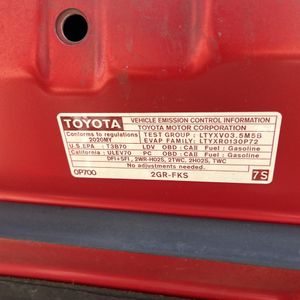 TOYOTA
VEHICLE EMISSION CONTROL INFORMATION
TOYOTA MOTOR CORPORATION
Conforms to regulations
2020MY
TEST GROUP : LTYXV03.5M5B
EVAP FAMILY: LTYXR0130P72
U.S.EPA : T3B70 LDV OBD : CAⅡ Fuel : Gasoline
California : ULEV70 PC OBD : CAⅡ Fuel : Gasoline
DFI+SFI, 2WR-HO2S, 2TWC, 2HO2S, TWC
No adjustments needed.
0P700 2GR-FKS 7S